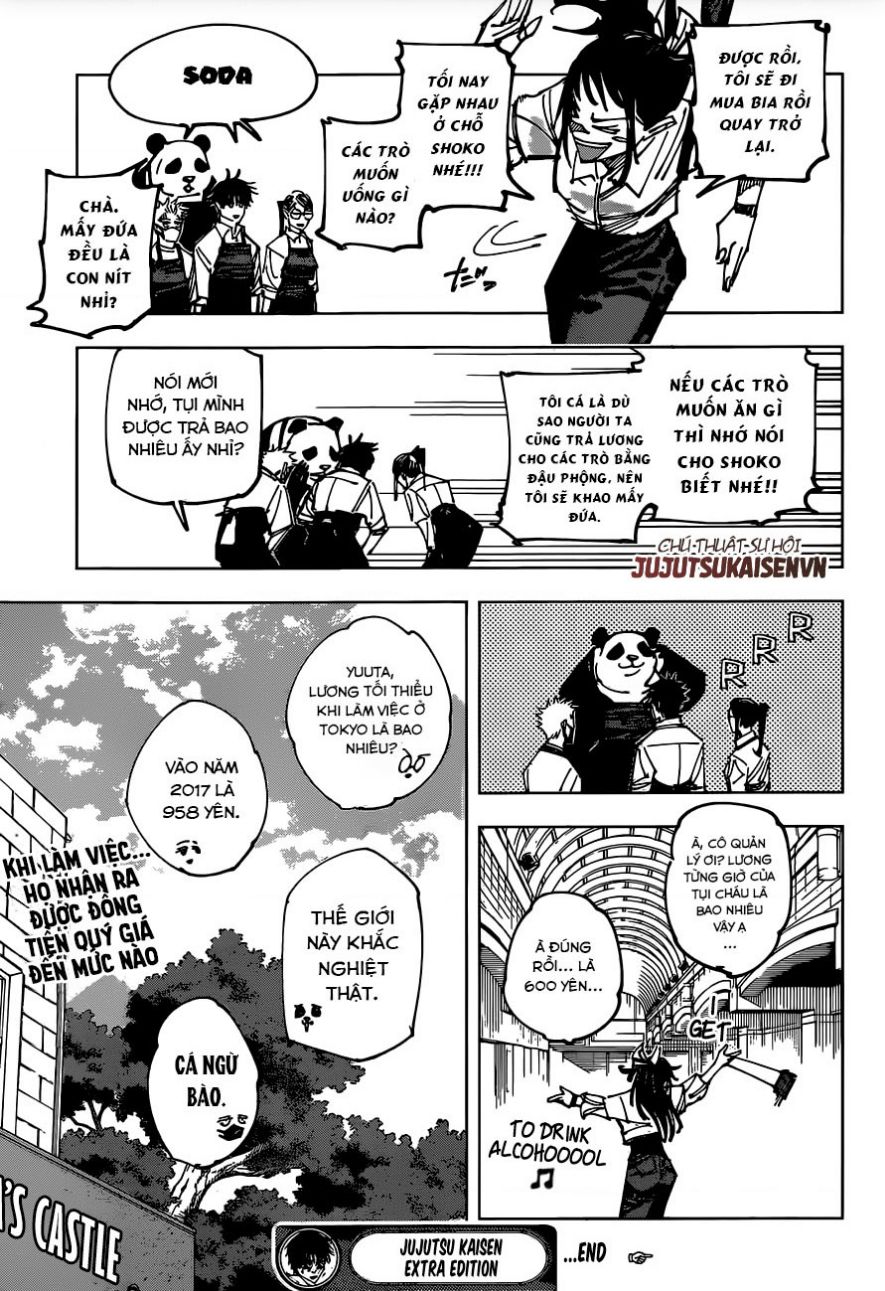 ĐƯỢC RỒI,
TÔI SẼ ĐI
MUA BIA RỒI
QUAY TRỞ
LẠI.
TỐI NAY
GẶP NHAU
Ở CHỖ
SHOKO
NHÉ!!!
CÁC TRÒ
MUỐN
UỐNG GÌ
NÀO?
SODA
CHÀ.
MẤY ĐỨA
ĐỀU LÀ
CON NÍT
NHỈ?
NẾU CÁC TRÒ
MUỐN ĂN GÌ
THÌ NHỚ NÓI
CHO SHOKO
BIẾT NHÉ!!
TÔI CÁ LÀ DÙ
SAO NGƯỜI TA
CŨNG TRẢ LƯƠNG
CHO CÁC TRÒ BẰNG
ĐẬU PHỘNG, NÊN
TÔI SẼ KHAO MẤY
ĐỨA.
NÓI MỚI
NHỚ, TỤI MÌNH
ĐƯỢC TRẢ BAO
NHIÊU ẤY NHỈ?
CHÚ THUẬT SƯ HỒI
JUJUTSUKAISENVN
R R R
À, CÔ QUẢN
LÝ ƠI? LƯƠNG
TỪNG GIỜ CỦA
TỤI CHÁU LÀ
BAO NHIÊU
VẬY Ạ
...
À ĐÚNG
RỒI... LÀ
600 YÊN...
I
GET
TO DRINK
ALCOHOOOOL
YUUTA,
LƯƠNG TỐI THIỂU
KHI LÀM VIỆC Ở
TOKYO LÀ BAO
NHIÊU?
VÀO NĂM
2017 LÀ
958 YÊN.
THẾ GIỚI
NÀY KHẮC
NGHIỆT
THẬT.
CÁ NGỪ
BÀO.
KHI LÀM VIỆC...
HỌ NHẬN RA
ĐƯỢC ĐỒNG
TIỀN QUÝ GIÁ
ĐẾN MỨC NÀO
'S CASTLE
JUJUTSU KAISEN
EXTRA EDITION
...END